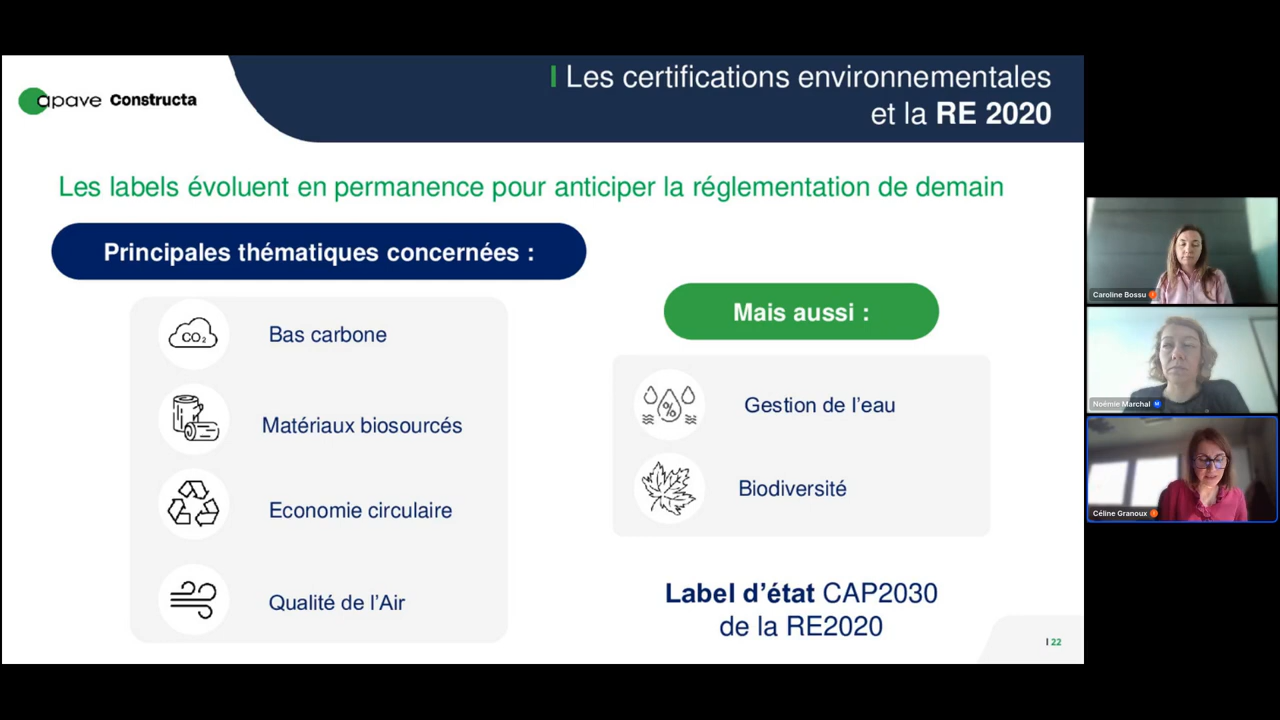 apave Constructa
Les certifications environnementales
et la RE 2020
Les labels évoluent en permanence pour anticiper la réglementation de demain
Principales thématiques concernées :
CO2
Bas carbone
Matériaux biosourcés
Economie circulaire
Qualité de l'Air
Mais aussi :
%
Gestion de l'eau
Biodiversité
Label d'état CAP2030
de la RE2020
22
Caroline Bossu
Noémie Marchal
M
Céline Granoux